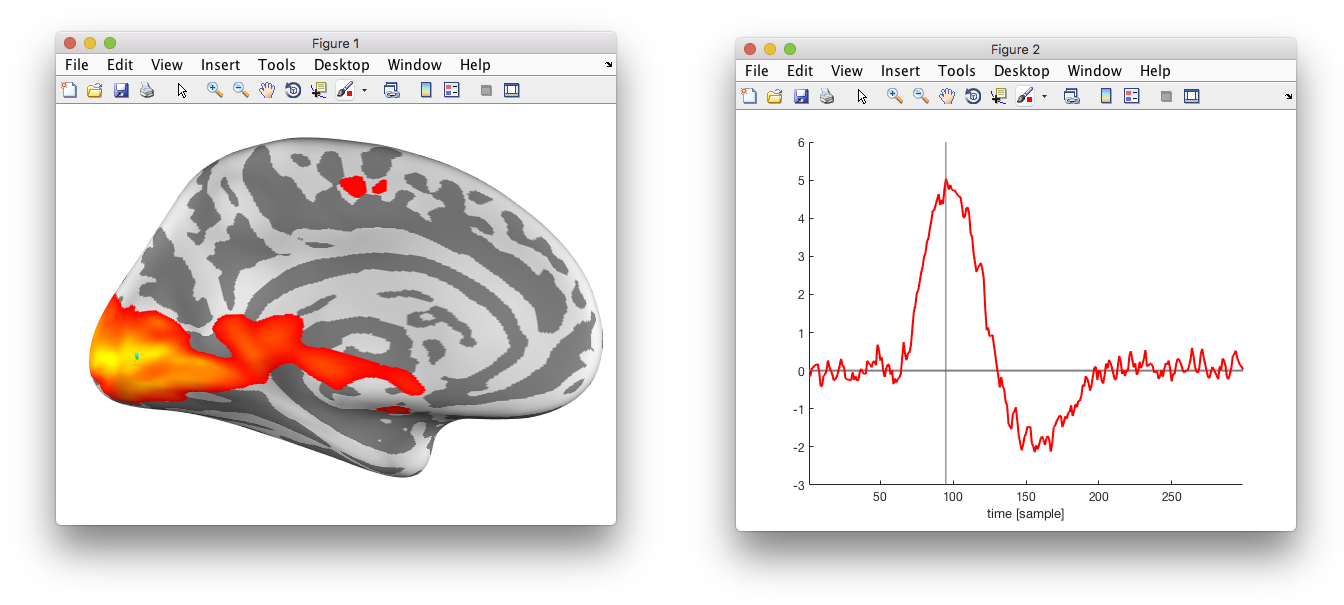 Figure 1
File Edit View Insert Tools Desktop Window Help
Figure 2
File Edit View Insert Tools Desktop Window Help
6
5
4
3
2
1
0
-1
-2
-3
50 100 150 200 250
time [sample]